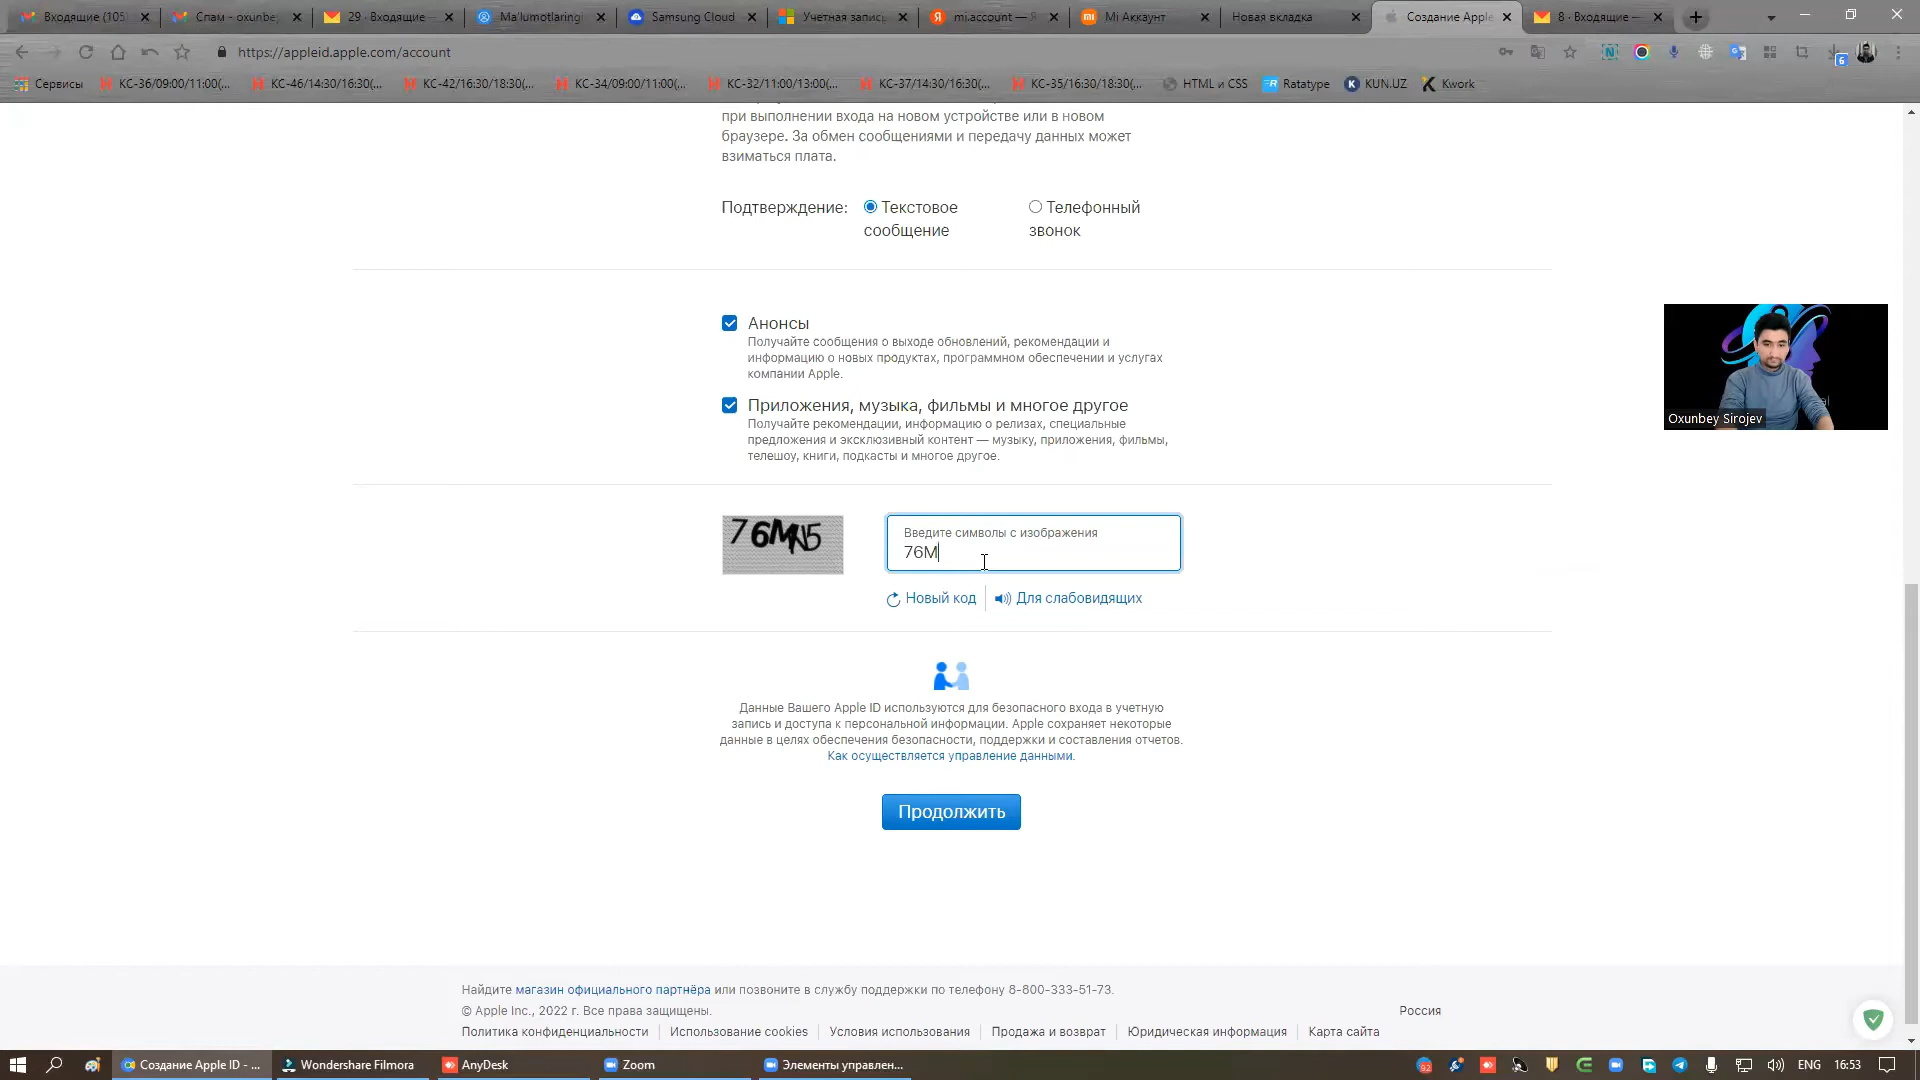 Входящие (105
Спам - oxunbe
29 · Входящие —
Ma'lumotlaring
Samsung Cloud
Учетная запис
mi.account — Я
Mi Аккаунт
Новая вкладка
Создание Apple
8 · Входящие —
https://appleid.apple.com/account
6
Сервисы
КС-36/09:00/11:00(...
КС-46/14:30/16:30(...
КС-42/16:30/18:30(...
КС-34/09:00/11:00(...
КС-32/11:00/13:00(...
КС-37/14:30/16:30(...
КС-35/16:30/18:30(...
HTML и CSS
Ratatype
KUN.UZ
Kwork
при выполнении входа на новом устройстве или в новом
браузере. За обмен сообщениями и передачу данных может
взиматься плата.
Подтверждение:
Текстовое
сообщение
Телефонный
звонок
Анонсы
Получайте сообщения о выходе обновлений, рекомендации и
информацию о новых продуктах, программном обеспечении и услугах
компании Apple.
Приложения, музыка, фильмы и многое другое
Получайте рекомендации, информацию о релизах, специальные
предложения и эксклюзивный контент — музыку, приложения, фильмы,
телешоу, книги, подкасты и многое другое.
Oxunbey Sirojev
Введите символы с изображения
76M
Новый код
Для слабовидящих
Данные Вашего Apple ID используются для безопасного входа в учетную
запись и доступа к персональной информации. Apple сохраняет некоторые
данные в целях обеспечения безопасности, поддержки и составления отчетов.
Как осуществляется управление данными.
Продолжить
Найдите магазин официального партнёра или позвоните в службу поддержки по телефону 8-800-333-51-73.
© Apple Inc., 2022 г. Все права защищены.
Россия
Политика конфиденциальности
Использование cookies
Условия использования
Продажа и возврат
Юридическая информация
Карта сайта
Создание Apple ID - ...
Wondershare Filmora
AnyDesk
Zoom
Элементы управлен...
92
ENG
16:53